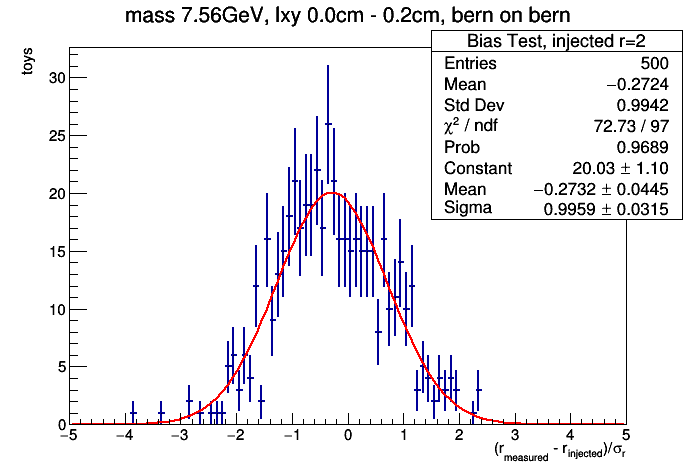 mass 7.56GeV, lxy 0.0cm - 0.2cm, bern on bern
Bias Test, injected r=2
Entries 500
Mean −0.2724
Std Dev 0.9942
χ² / ndf 72.73 / 97
Prob 0.9689
Constant 20.03 ± 1.10
Mean −0.2732 ± 0.0445
Sigma 0.9959 ± 0.0315
toys
30
25
20
15
10
5
0
−5 −4 −3 −2 −1 0 1 2 3 4 5
(r_measured - r_injected)/σ_r